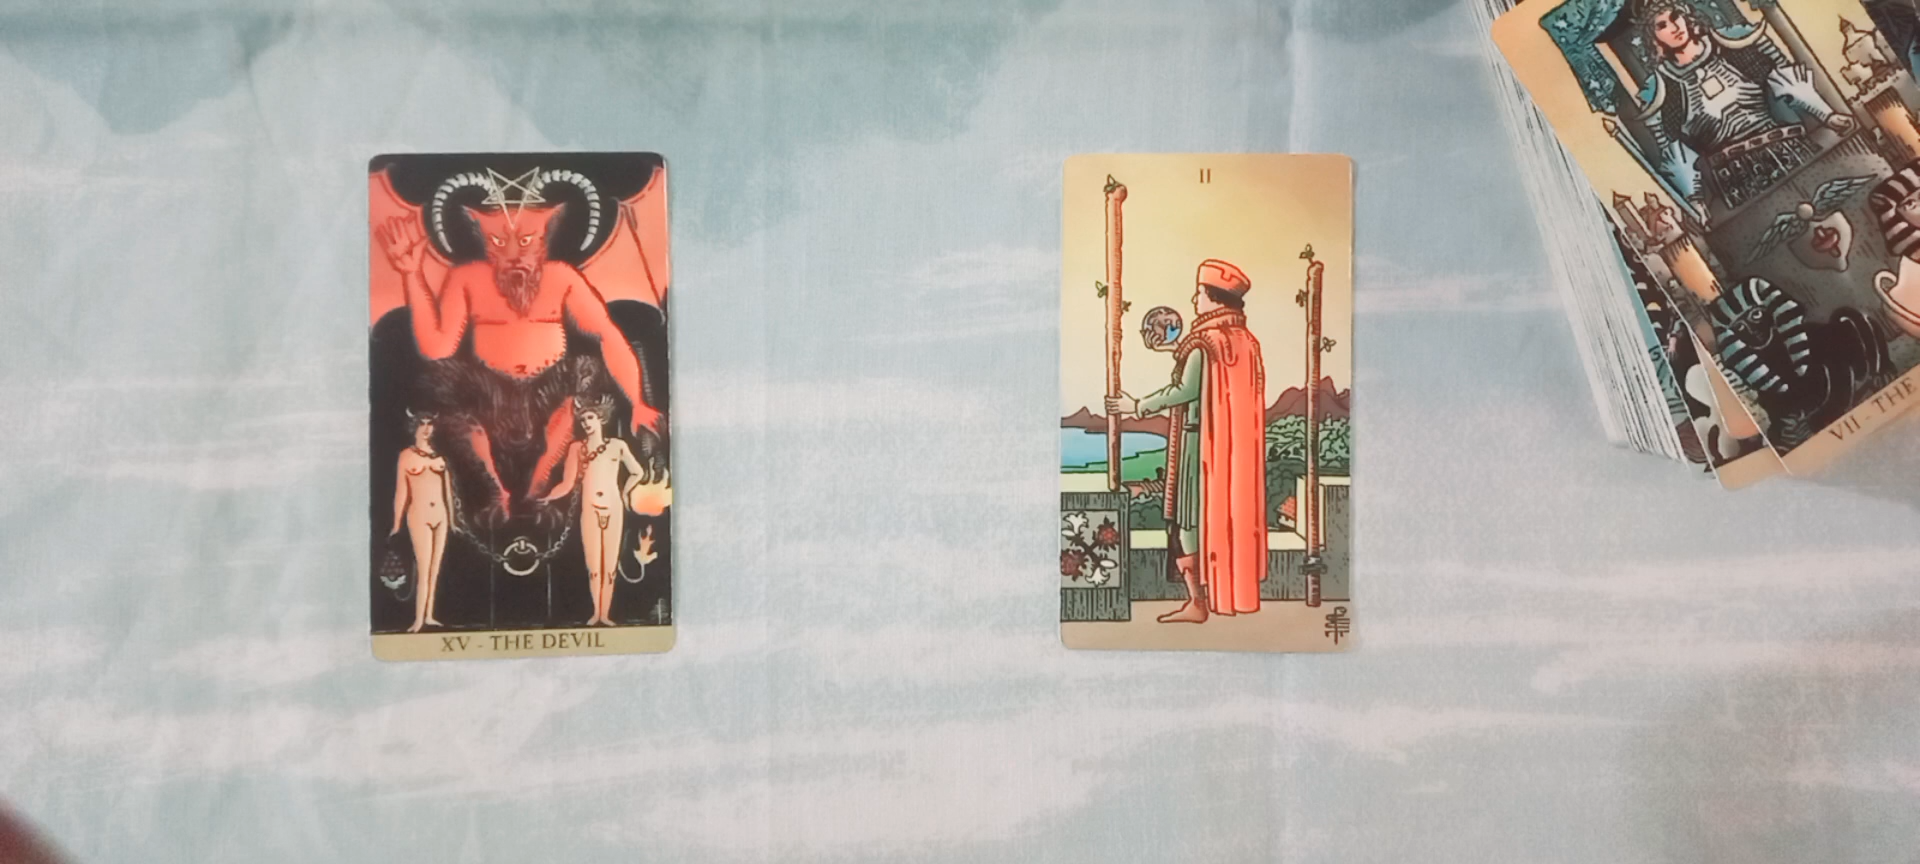 XV - THE DEVIL
II
VII - THE